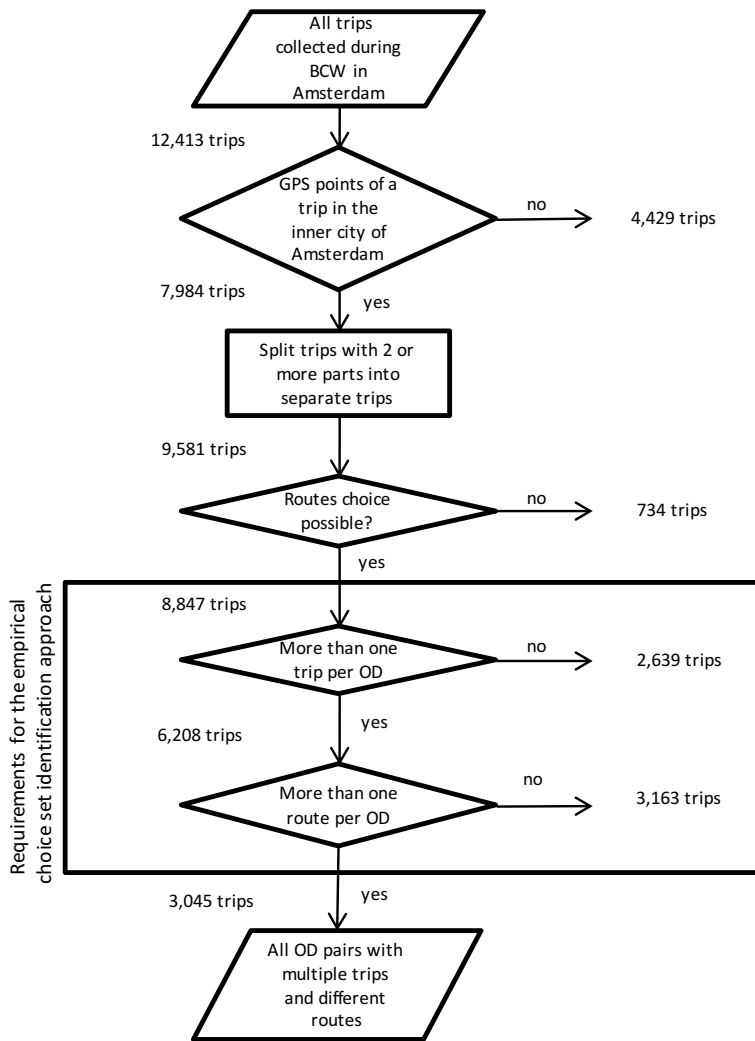 All trips
collected during
BCW in
Amsterdam
12,413 trips
GPS points of a
trip in the
inner city of
Amsterdam
no
4,429 trips
7,984 trips
yes
Split trips with 2 or
more parts into
separate trips
9,581 trips
Routes choice
possible?
no
734 trips
yes
Requirements for the empirical
choice set identification approach
8,847 trips
More than one
trip per OD
no
2,639 trips
yes
6,208 trips
More than one
route per OD
no
3,163 trips
3,045 trips
yes
All OD pairs with
multiple trips
and different
routes